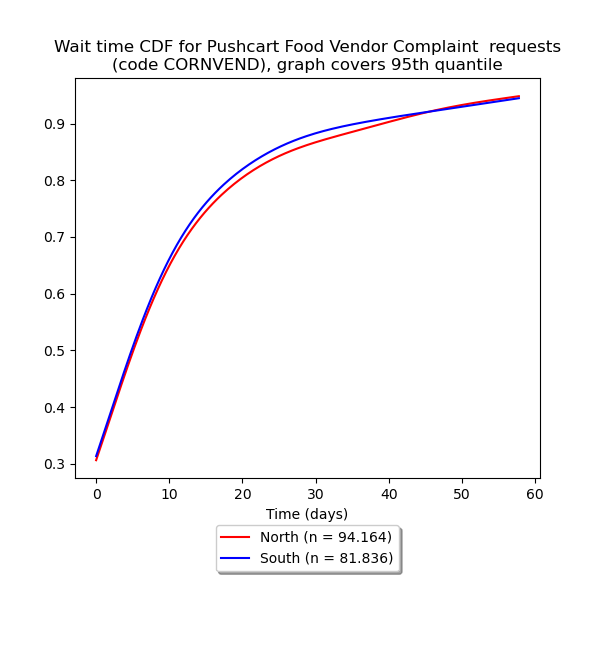 Wait time CDF for Pushcart Food Vendor Complaint  requests
(code CORNVEND), graph covers 95th quantile
0.9
0.8
0.7
0.6
0.5
0.4
0.3
0 10 20 30 40 50 60
Time (days)
North (n = 94.164)
South (n = 81.836)